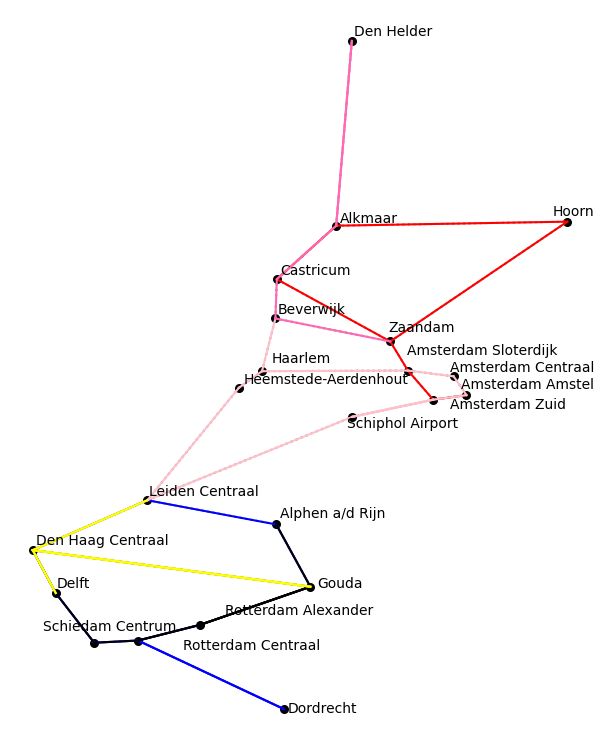 Den Helder
Hoorn
Alkmaar
Castricum
Beverwijk
Zaandam
Amsterdam Sloterdijk
Haarlem
Amsterdam Centraal
Heemstede-Aerdenhout
Amsterdam Amstel
Amsterdam Zuid
Schiphol Airport
Leiden Centraal
Alphen a/d Rijn
Den Haag Centraal
Delft
Gouda
Rotterdam Alexander
Schiedam Centrum
Rotterdam Centraal
Dordrecht